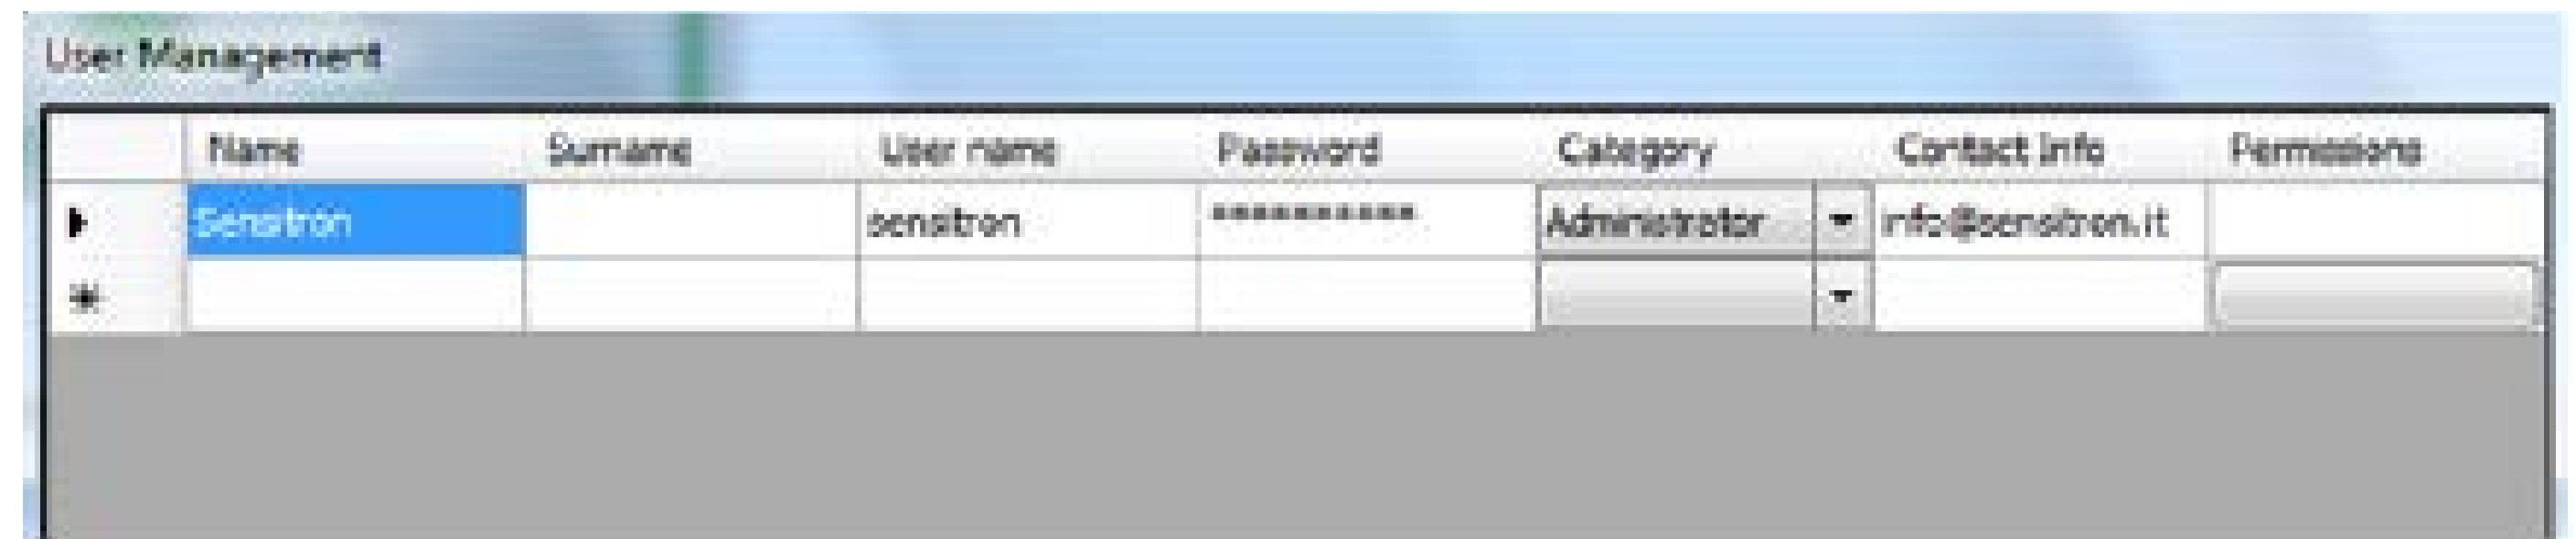 User Management
Name Surname User name Password Category Contact Info Permissions
Sensitron sensitron ********** Administrator info@sensitron.it
*